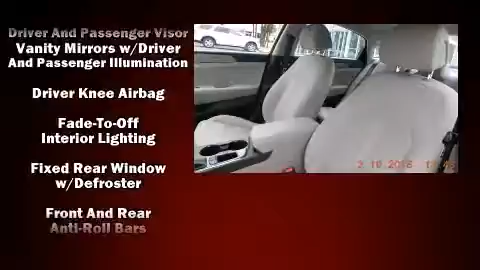 Driver And Passenger Visor
Vanity Mirrors w/Driver
And Passenger Illumination
Driver Knee Airbag
Fade-To-Off
Interior Lighting
Fixed Rear Window
w/Defroster
Front And Rear
Anti-Roll Bars